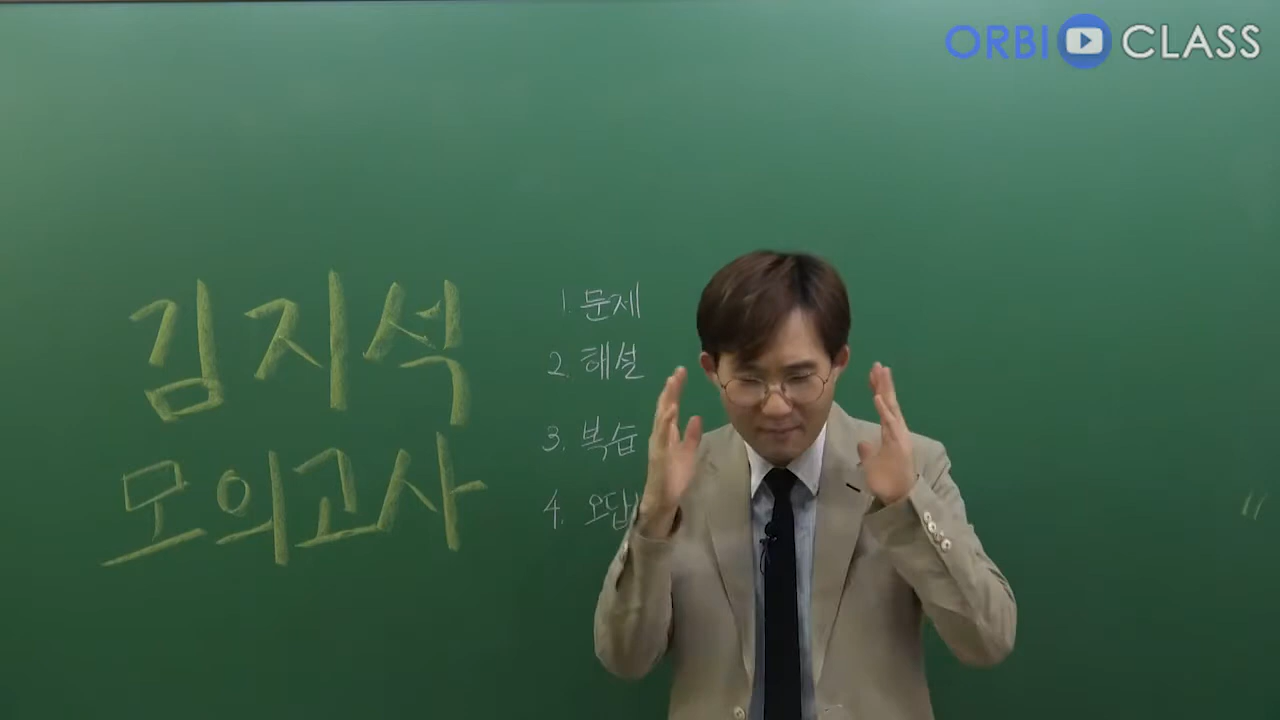 ORBI CLASS
김지석
모의고사
1. 문제
2. 해설
3. 복습
4. 오답